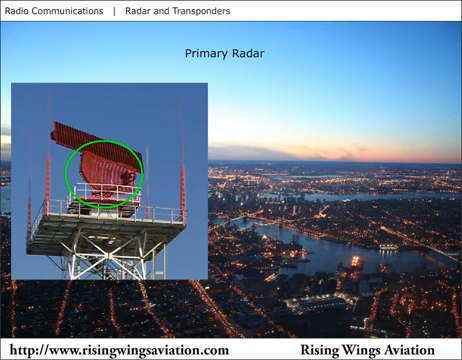 Radio Communications | Radar and Transponders
Primary Radar
http://www.risingwingsaviation.com Rising Wings Aviation